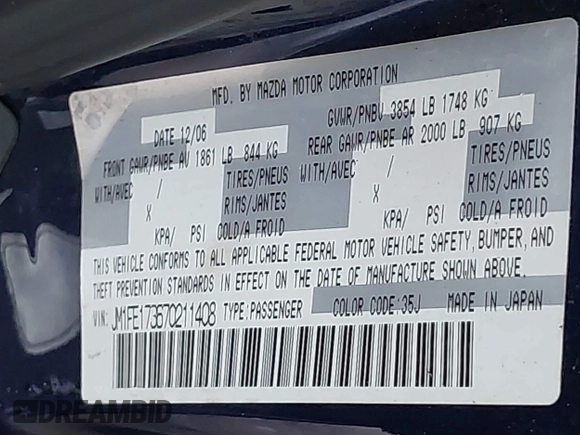 MFD. BY MAZDA MOTOR CORPORATION
DATE 12/06
GVWR/PNBV 3854 LB 1748 KG
FRONT GAWR/PNBE AV 1861 LB 844 KG
REAR GAWR/PNBE AR 2000 LB 907 KG
WITH/AVEC / TIRES/PNEUS
WITH/AVEC / TIRES/PNEUS
X RIMS/JANTES
X RIMS/JANTES
KPA/ PSI COLD/A FROID
KPA/ PSI COLD/A FROID
THIS VEHICLE CONFORMS TO ALL APPLICABLE FEDERAL MOTOR VEHICLE SAFETY, BUMPER, AND
THEFT PREVENTION STANDARDS IN EFFECT ON THE DATE OF MANUFACTURE SHOWN ABOVE.
VIN: JM1FE173670211408 TYPE:PASSENGER COLOR CODE:35J MADE IN JAPAN
DREAMBID